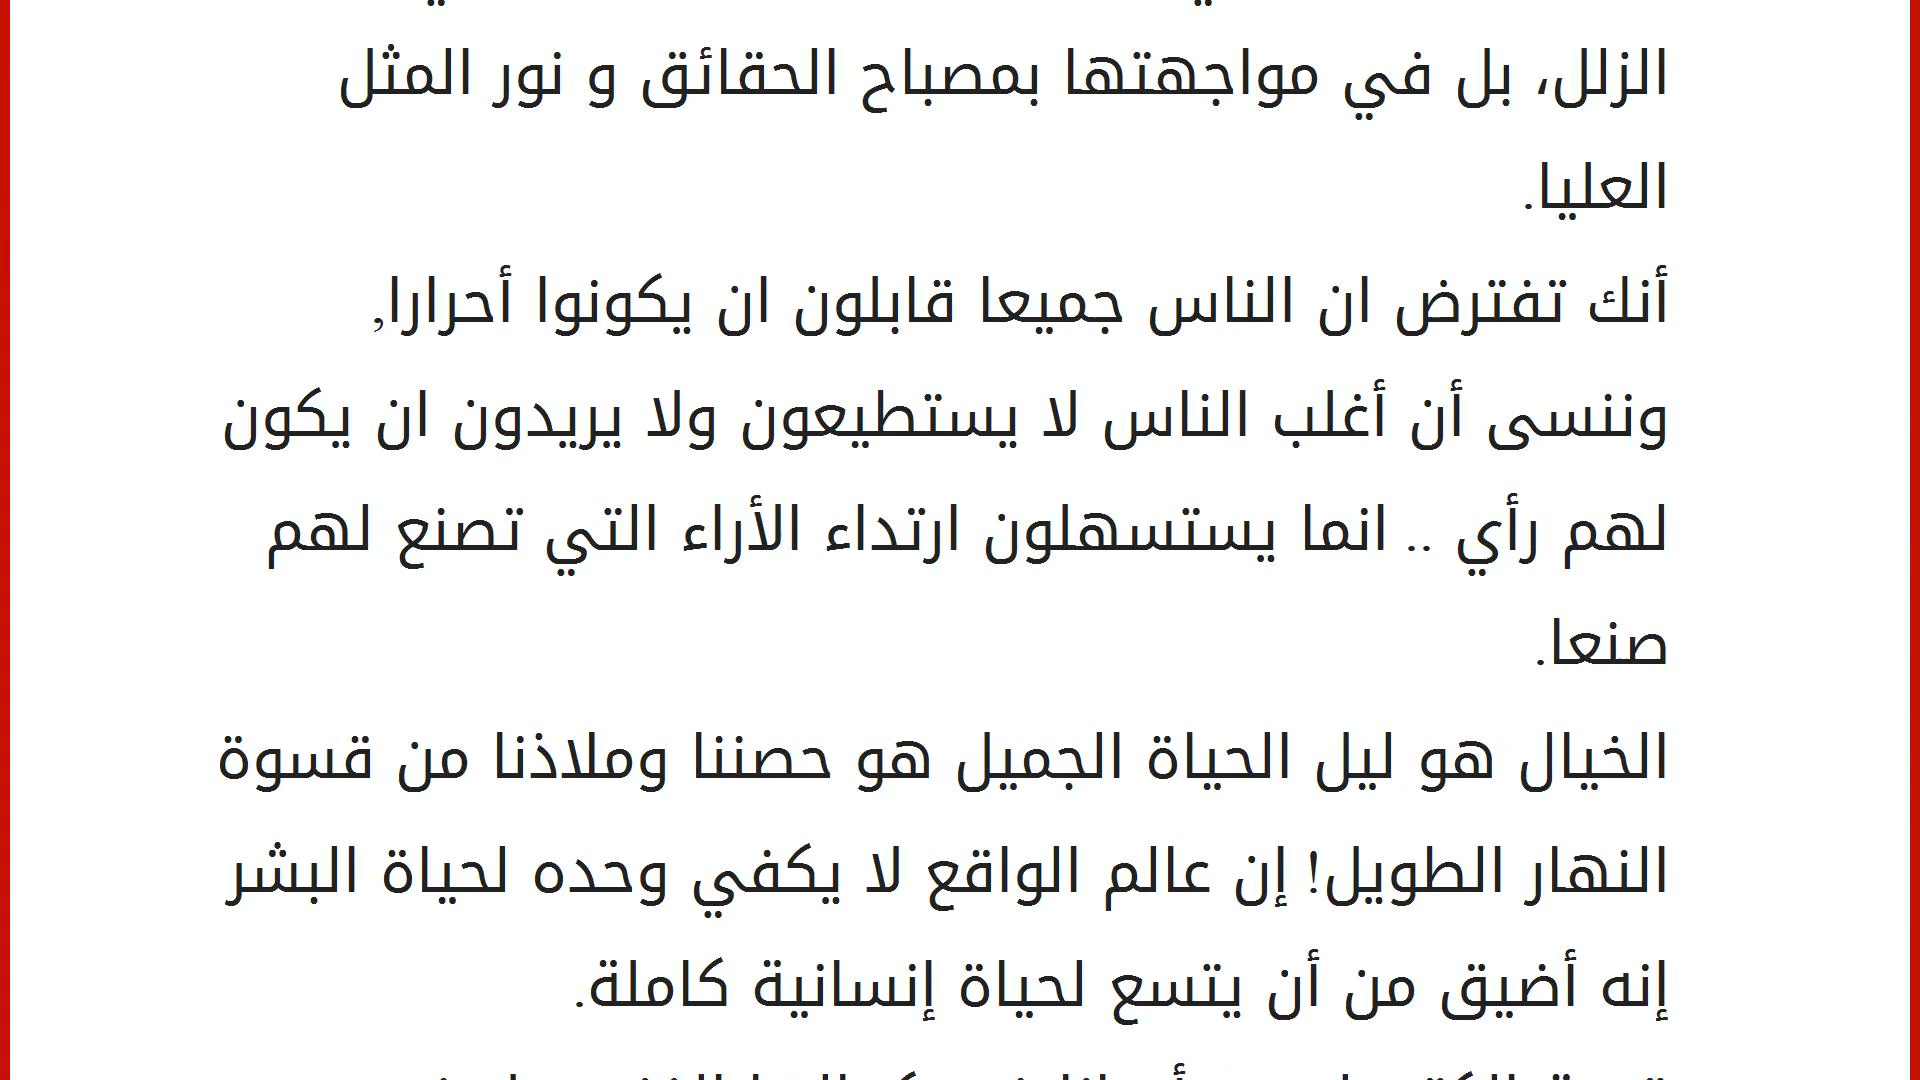 الزلل، بل في مواجهتها بمصباح الحقائق و نور المثل
العليا.
أنك تفترض ان الناس جميعا قابلون ان يكونوا أحرارا,
وننسى أن أغلب الناس لا يستطيعون ولا يريدون ان يكون
لهم رأي .. انما يستسهلون ارتداء الأراء التي تصنع لهم
صنعا.
الخيال هو ليل الحياة الجميل هو حصننا وملاذنا من قسوة
النهار الطويل! إن عالم الواقع لا يكفي وحده لحياة البشر
إنه أضيق من أن يتسع لحياة إنسانية كاملة.